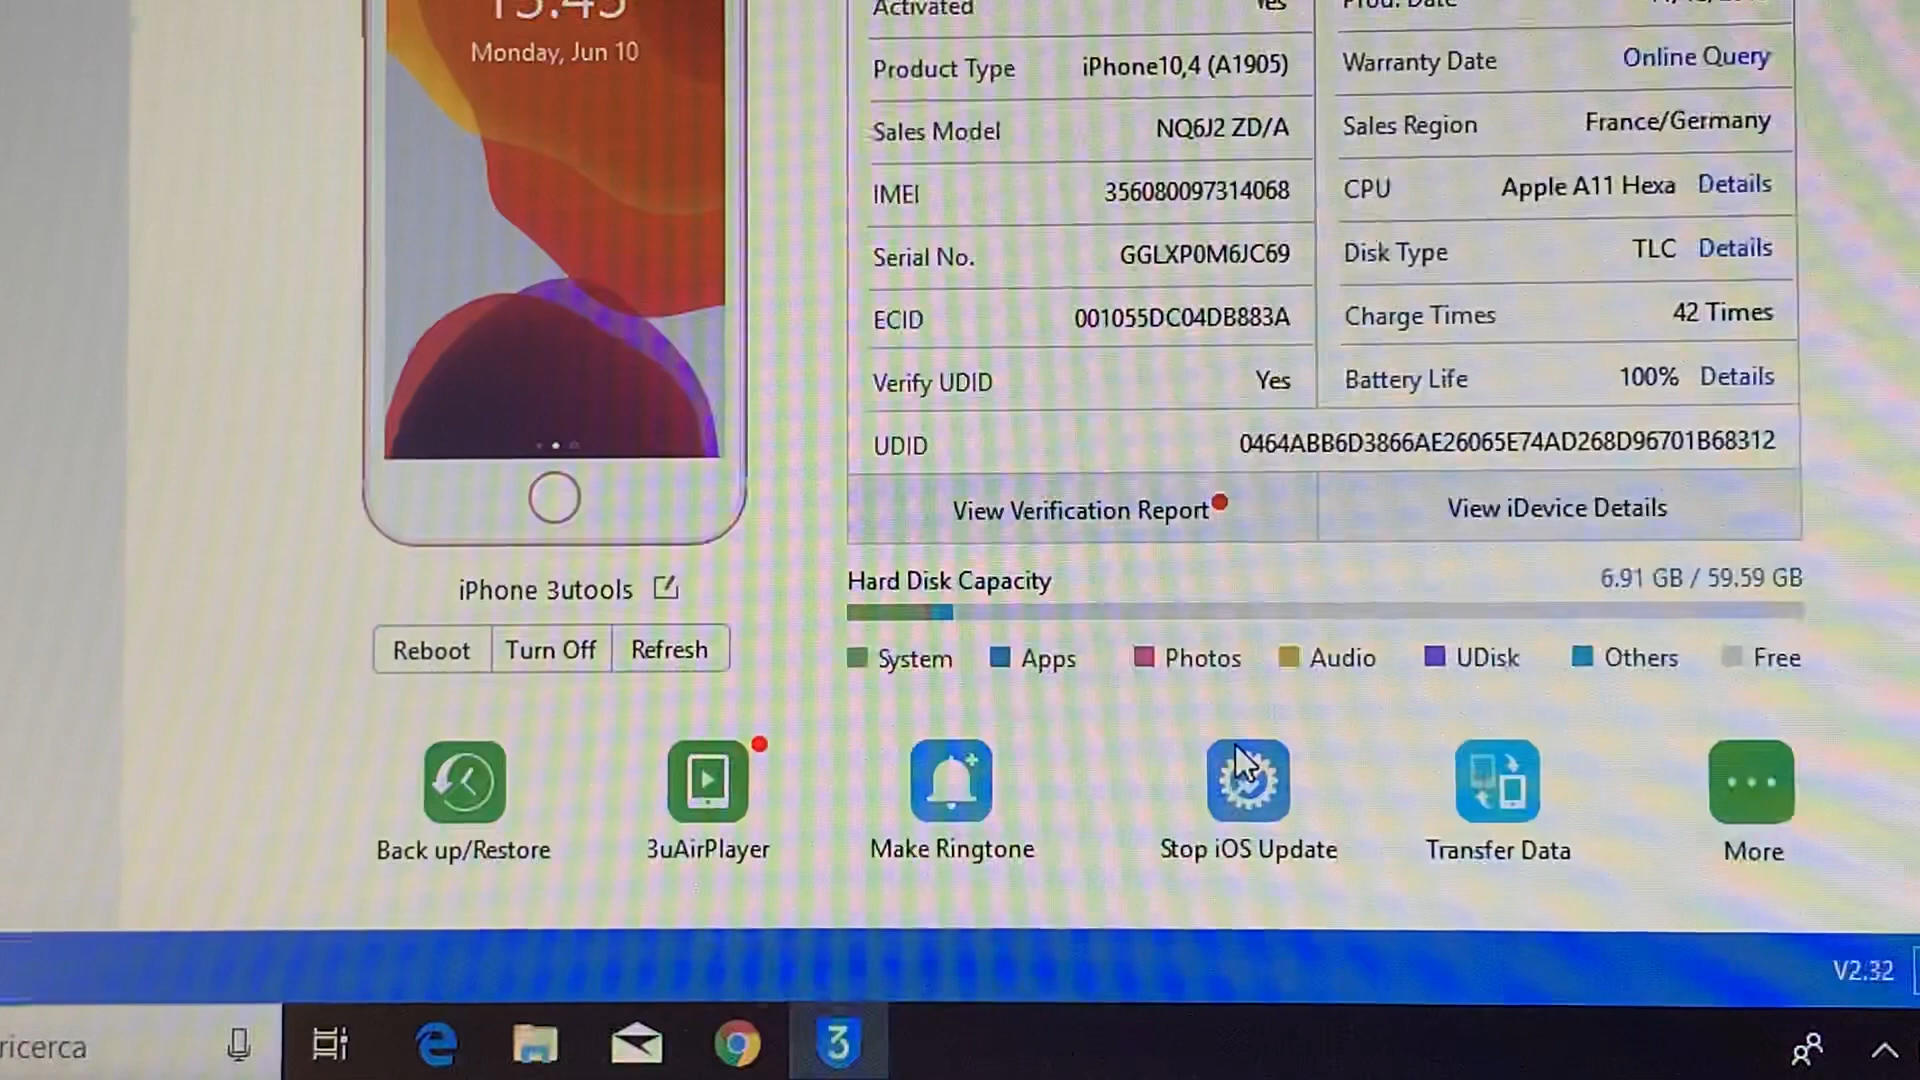 Monday, Jun 10
Activated Yes
Product Type iPhone10,4 (A1905)
Warranty Date Online Query
Sales Model NQ6J2 ZD/A
Sales Region France/Germany
IMEI 356080097314068
CPU Apple A11 Hexa Details
Serial No. GGLXP0M6JC69
Disk Type TLC Details
ECID 001055DC04DB883A
Charge Times 42 Times
Verify UDID Yes
Battery Life 100% Details
UDID 0464ABB6D3866AE26065E74AD268D96701B68312
View Verification Report View iDevice Details
iPhone 3utools
Hard Disk Capacity 6.91 GB / 59.59 GB
Reboot Turn Off Refresh
System Apps Photos Audio UDisk Others Free
Back up/Restore 3uAirPlayer Make Ringtone Stop iOS Update Transfer Data More
V2.32
ricerca
3